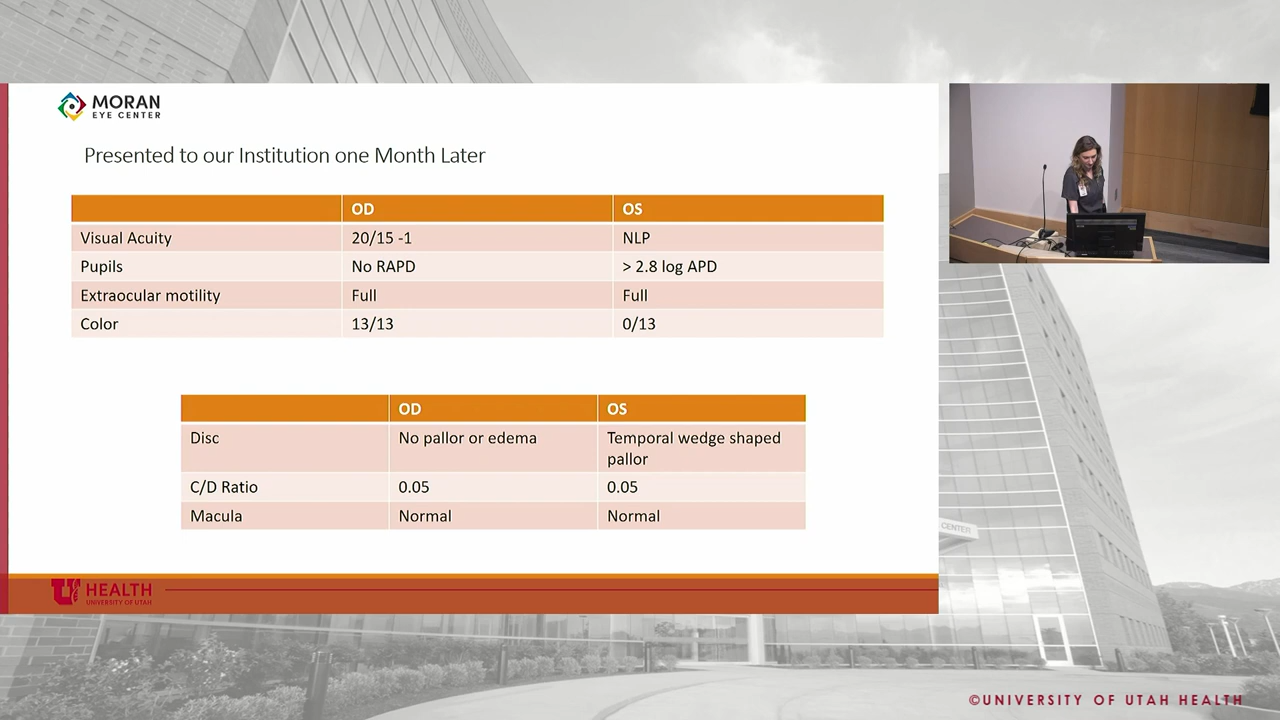 MORAN
EYE CENTER
Presented to our Institution one Month Later
OD OS
Visual Acuity 20/15 -1 NLP
Pupils No RAPD > 2.8 log APD
Extraocular motility Full Full
Color 13/13 0/13
OD OS
Disc No pallor or edema Temporal wedge shaped
pallor
C/D Ratio 0.05 0.05
Macula Normal Normal
CENTER
U HEALTH
UNIVERSITY OF UTAH
©UNIVERSITY OF UTAH HEALTH